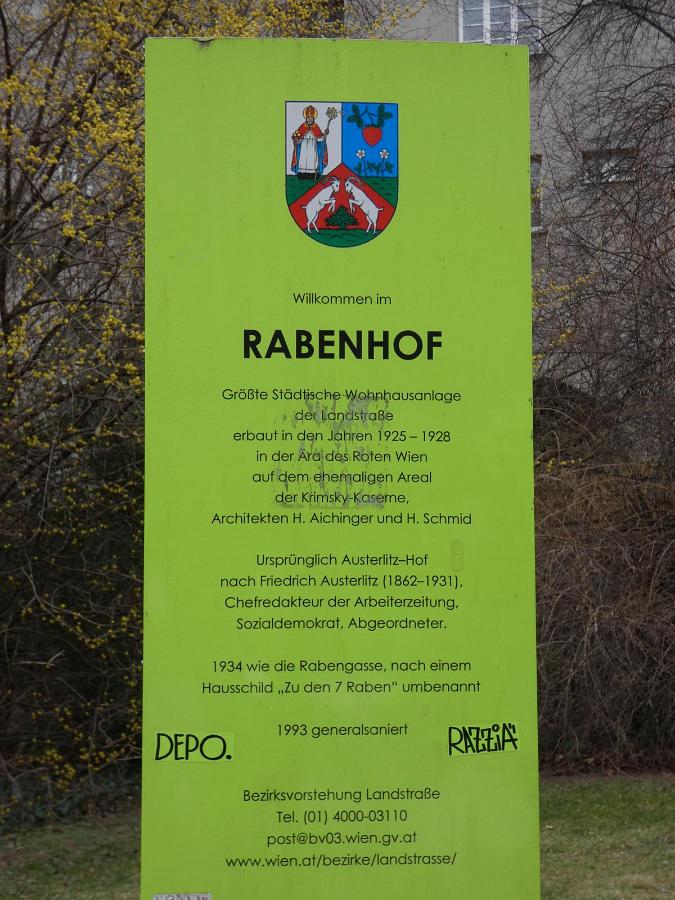 Willkommen im
RABENHOF
Größte Städtische Wohnhausanlage
der Landstraße
erbaut in den Jahren 1925 – 1928
in der Ära des Roten Wien
auf dem ehemaligen Areal
der Krimsky-Kaserne,
Architekten H. Aichinger und H. Schmid
Ursprünglich Austerlitz–Hof
nach Friedrich Austerlitz (1862–1931),
Chefredakteur der Arbeiterzeitung,
Sozialdemokrat, Abgeordneter.
1934 wie die Rabengasse, nach einem
Hausschild „Zu den 7 Raben“ umbenannt
1993 generalsaniert
DEPO.
RAZZIA
Bezirksvorstehung Landstraße
Tel. (01) 4000-03110
post@bv03.wien.gv.at
www.wien.at/bezirke/landstrasse/